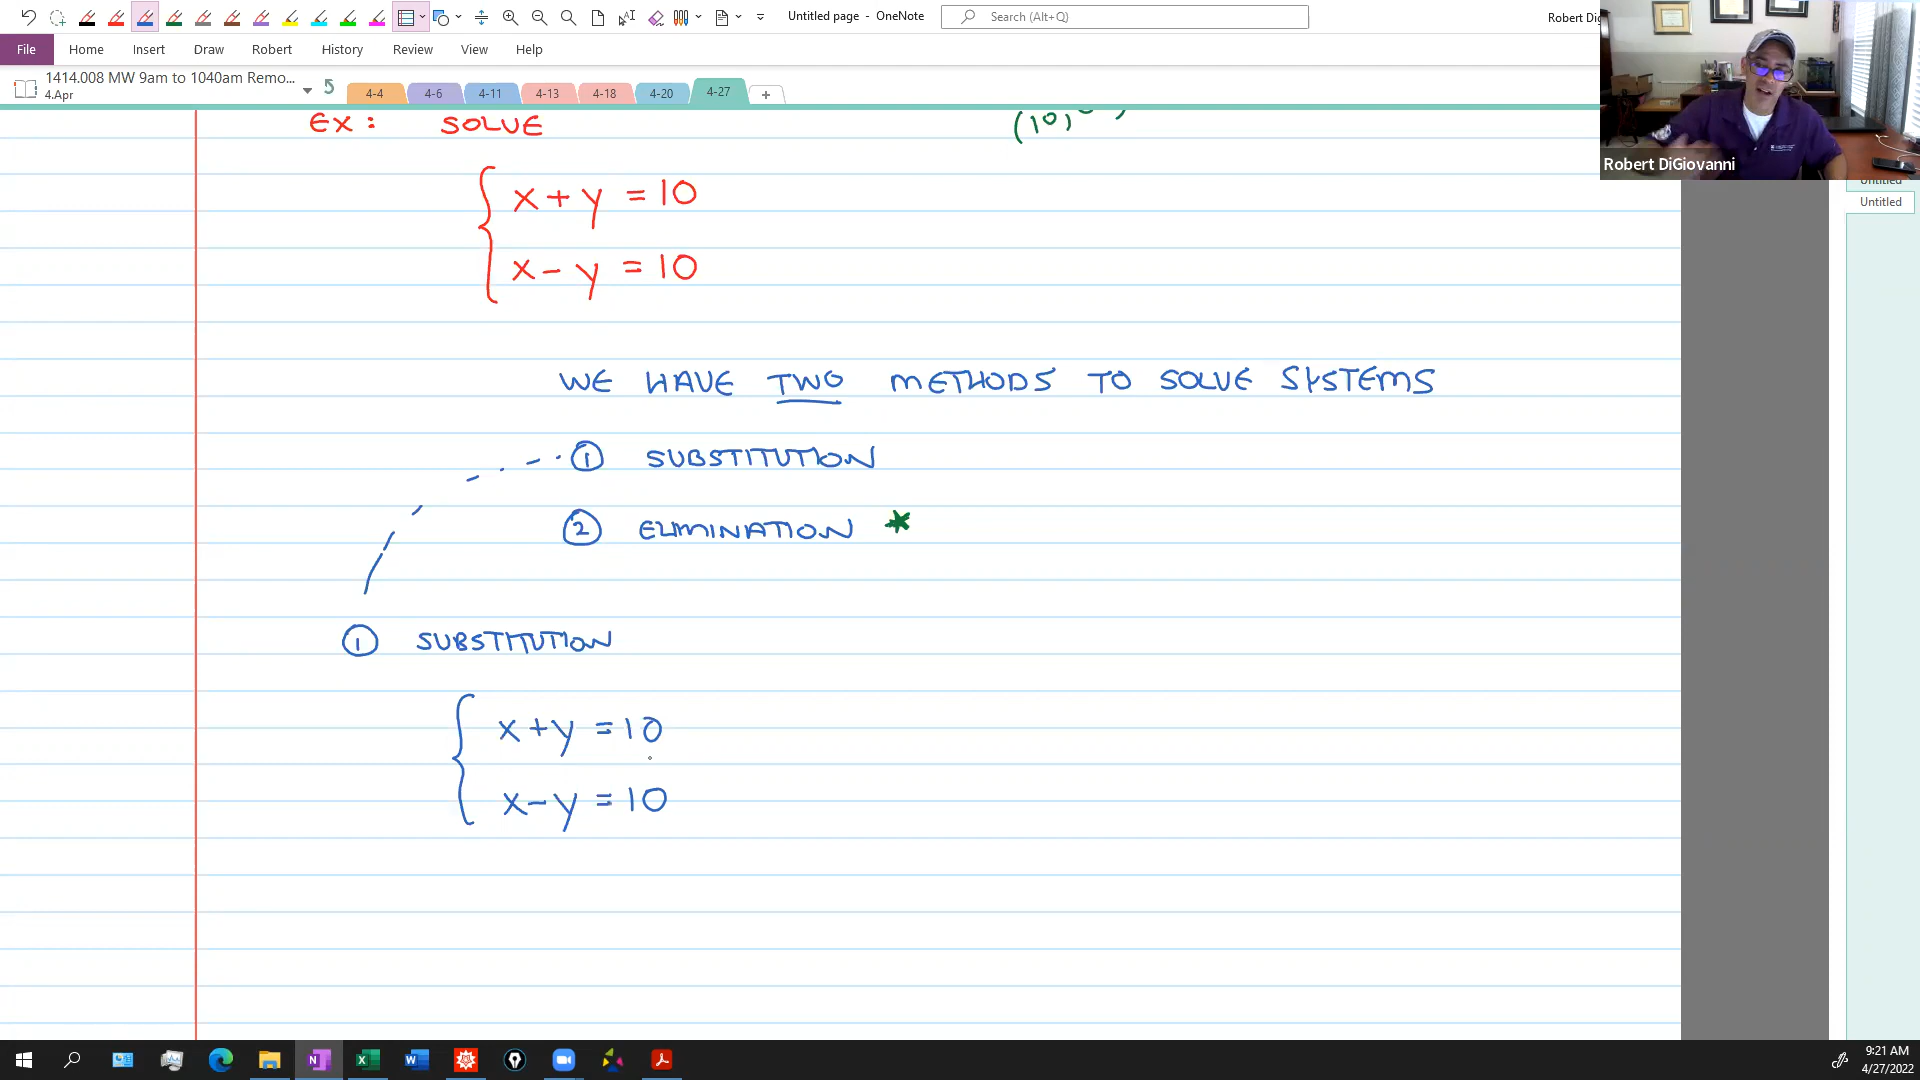 Untitled page - OneNote
Search (Alt+Q)
File Home Insert Draw Robert History Review View Help
1414.008 MW 9am to 1040am Remo...
4.Apr
4-4 4-6 4-11 4-13 4-18 4-20 4-27
Robert DiGiovanni
Untitled
EX: SOLVE
x + y = 10
x - y = 10
WE HAVE TWO METHODS TO SOLVE SYSTEMS
① SUBSTITUTION
② ELIMINATION ★
① SUBSTITUTION
x + y = 10
x - y = 10
9:21 AM
4/27/2022